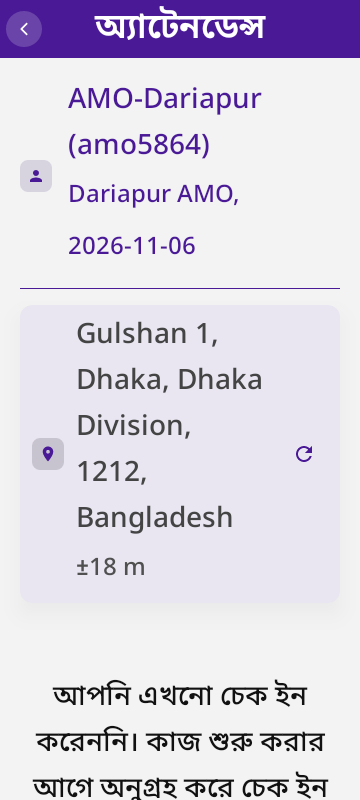 অ্যাটেনডেন্স
AMO-Dariapur
(amo5864)
Dariapur AMO,
2026-11-06
Gulshan 1,
Dhaka, Dhaka
Division,
1212,
Bangladesh
±18 m
আপনি এখনো চেক ইন
করেননি। কাজ শুরু করার
আগে অনুগ্রহ করে চেক ইন